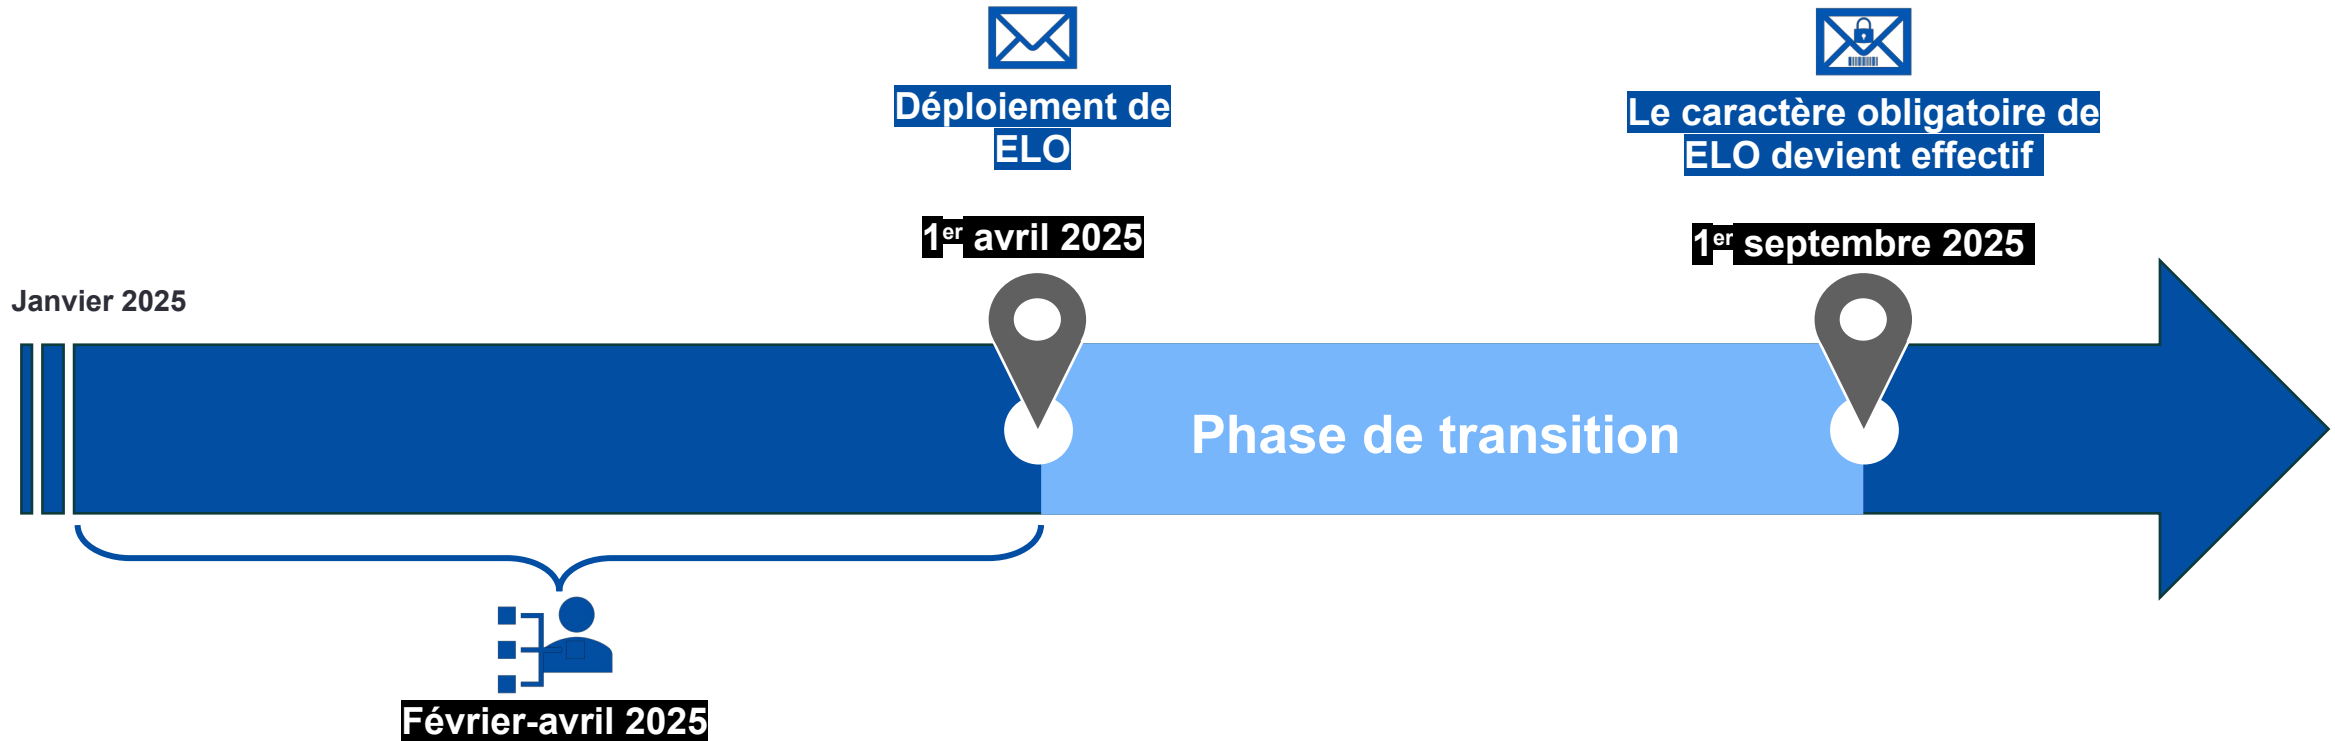 Déploiement de
ELO
Le caractère obligatoire de
ELO devient effectif
1er avril 2025
1er septembre 2025
Janvier 2025
Phase de transition
Février-avril 2025